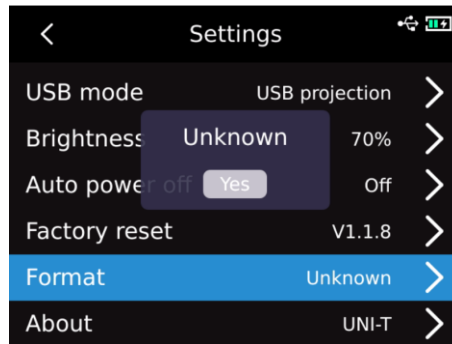 Settings
USB mode USB projection
Brightness 70%
Unknown
Auto power off Off
Yes
Factory reset V1.1.8
Format Unknown
About UNI-T